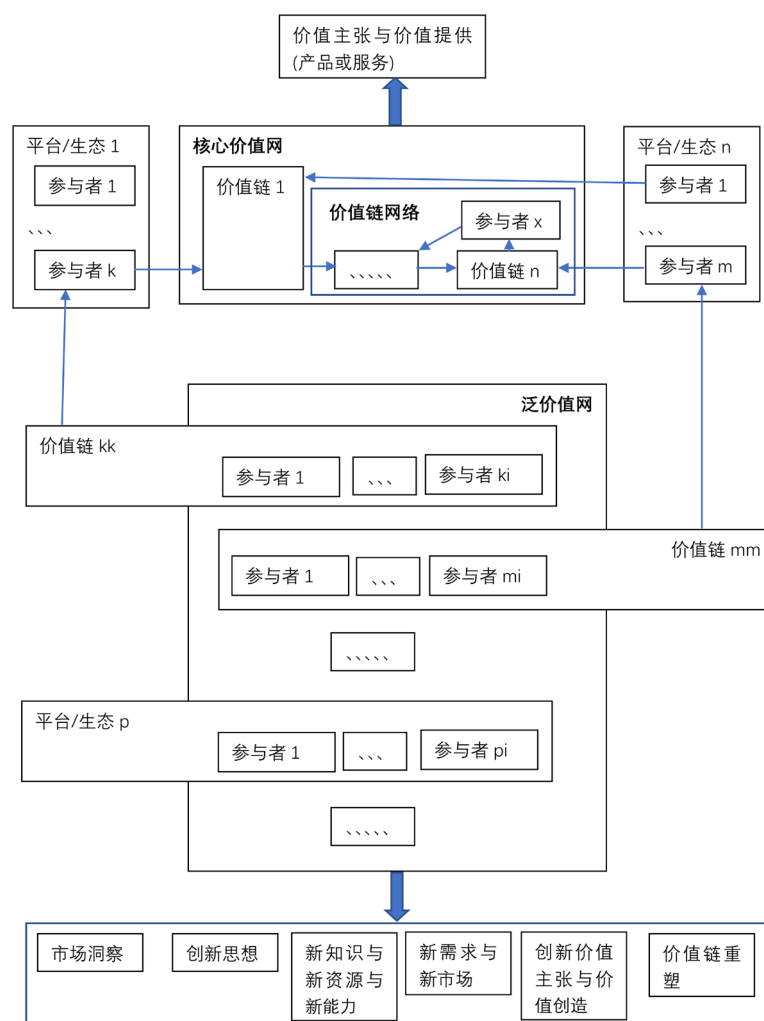 价值主张与价值提供
(产品或服务)
平台/生态 1
参与者 1
、、、
参与者 k
核心价值网
价值链 1
价值链网络
参与者 x
、、、、、
价值链 n
平台/生态 n
参与者 1
、、、
参与者 m
泛价值网
价值链 kk
参与者 1
、、、
参与者 ki
价值链 mm
参与者 1
、、、
参与者 mi
、、、、、
平台/生态 p
参与者 1
、、、
参与者 pi
、、、、、
市场洞察
创新思想
新知识与
新资源与
新能力
新需求与
新市场
创新价值
主张与价
值创造
价值链重
塑